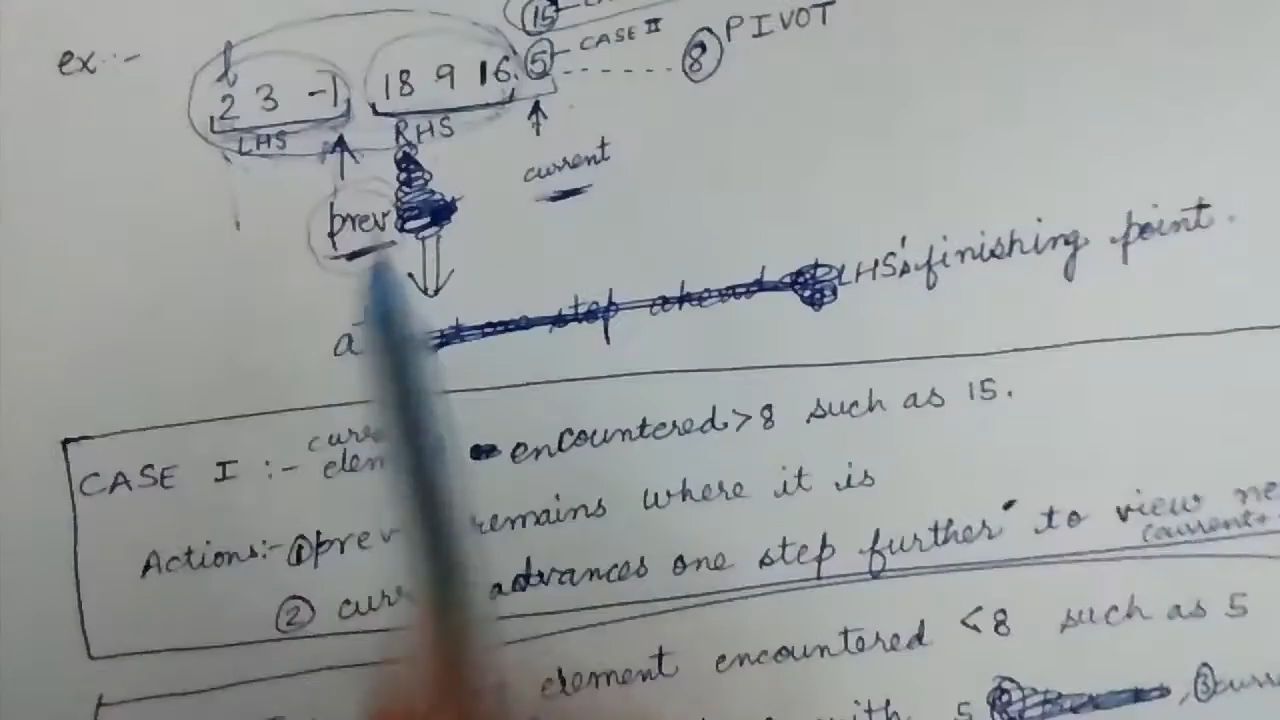 15
ex :-
2 3 -1 18 9 16 5 CASE II 8 PIVOT
LHS RHS
prev current
LHS's finishing point.
CASE I :- encountered > 8 such as 15.
Actions:- ① prev remains where it is
② advances one step further to view
element encountered < 8 such as 5
5 , ③